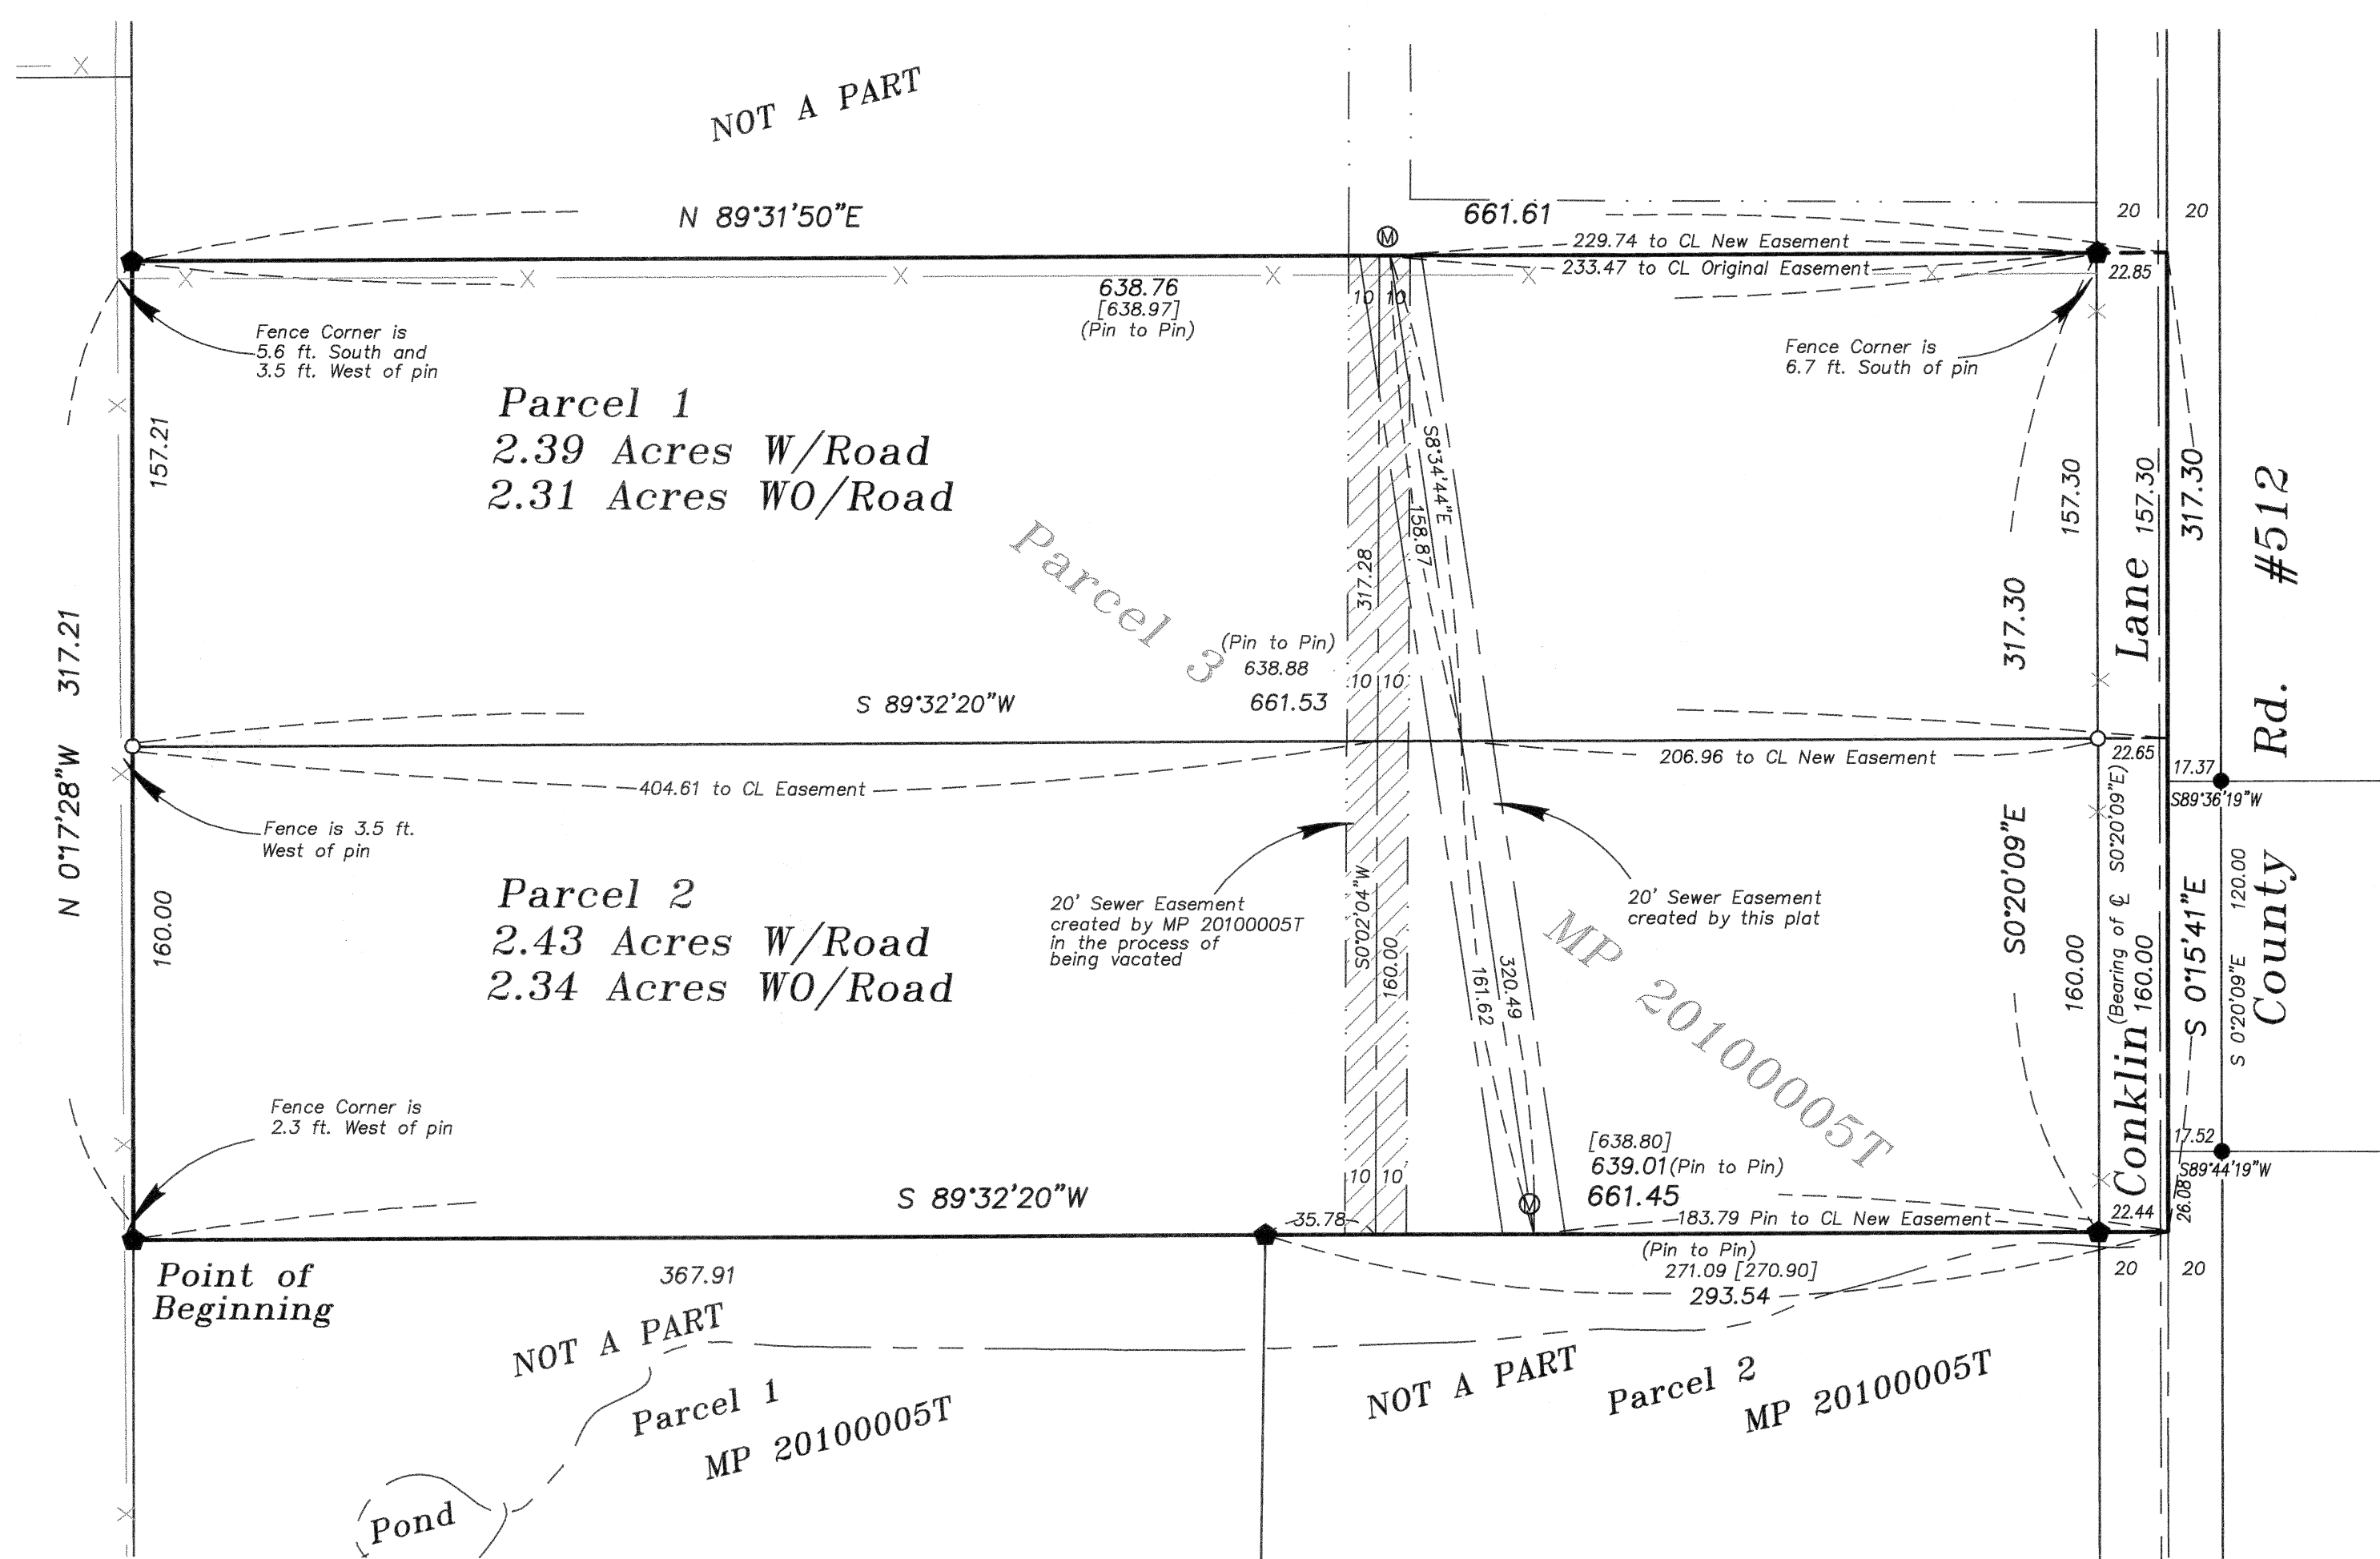 NOT A PART
N 89°31'50"E
661.61
20
20
229.74 to CL New Easement
233.47 to CL Original Easement
22.85
638.76
[638.97]
(Pin to Pin)
10
10
Fence Corner is
5.6 ft. South and
3.5 ft. West of pin
Fence Corner is
6.7 ft. South of pin
157.21
Parcel 1
2.39 Acres W/Road
2.31 Acres WO/Road
S8°34'44"E
158.87
317.28
157.30
157.30
317.30
317.30
Parcel 3
MP 20100005T
N 0°17'28"W 317.21
(Pin to Pin)
638.88
661.53
10
10
S 89°32'20"W
404.61 to CL Easement
206.96 to CL New Easement
22.65
17.37
S89°36'19"W
Fence is 3.5 ft.
West of pin
160.00
Parcel 2
2.43 Acres W/Road
2.34 Acres WO/Road
20' Sewer Easement
created by MP 20100005T
in the process of
being vacated
S0°02'04"W
160.00
161.62
320.49
20' Sewer Easement
created by this plat
S0°20'09"E
160.00
(Bearing of ℄ S0°20'09"E)
160.00
Conklin Lane
S 0°15'41"E
S 0°20'09"E 120.00
County Rd. #512
Fence Corner is
2.3 ft. West of pin
S 89°32'20"W
10
10
[638.80]
639.01(Pin to Pin)
661.45
17.52
S89°44'19"W
26.08
35.78
183.79 Pin to CL New Easement
22.44
Point of
Beginning
367.91
(Pin to Pin)
271.09 [270.90]
293.54
20
20
NOT A PART
Parcel 1
MP 20100005T
NOT A PART
Parcel 2
MP 20100005T
Pond
M
M